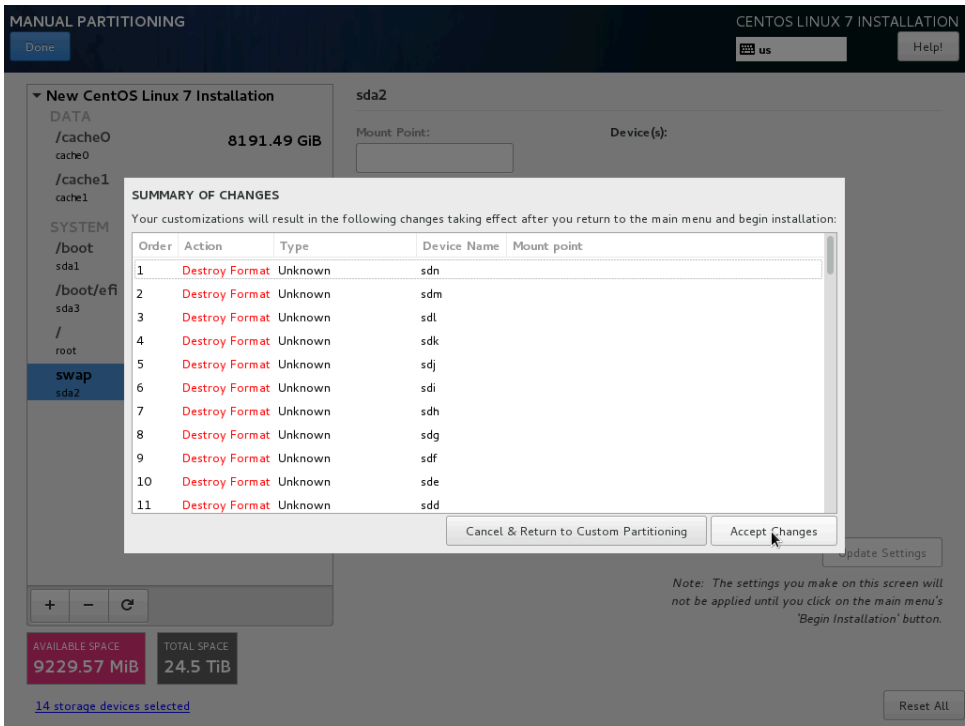 MANUAL PARTITIONING
CENTOS LINUX 7 INSTALLATION
Done
us
Help!
New CentOS Linux 7 Installation
DATA
/cache0
8191.49 GiB
cache0
/cache1
cache1
SYSTEM
/boot
sda1
/boot/efi
sda3
/
root
swap
sda2
sda2
Mount Point:
Device(s):
SUMMARY OF CHANGES
Your customizations will result in the following changes taking effect after you return to the main menu and begin installation:
Order Action Type Device Name Mount point
1 Destroy Format Unknown sdn
2 Destroy Format Unknown sdm
3 Destroy Format Unknown sdl
4 Destroy Format Unknown sdk
5 Destroy Format Unknown sdj
6 Destroy Format Unknown sdi
7 Destroy Format Unknown sdh
8 Destroy Format Unknown sdg
9 Destroy Format Unknown sdf
10 Destroy Format Unknown sde
11 Destroy Format Unknown sdd
Cancel & Return to Custom Partitioning
Accept Changes
Update Settings
Note: The settings you make on this screen will
not be applied until you click on the main menu's
'Begin Installation' button.
+ −
AVAILABLE SPACE
9229.57 MiB
TOTAL SPACE
24.5 TiB
14 storage devices selected
Reset All